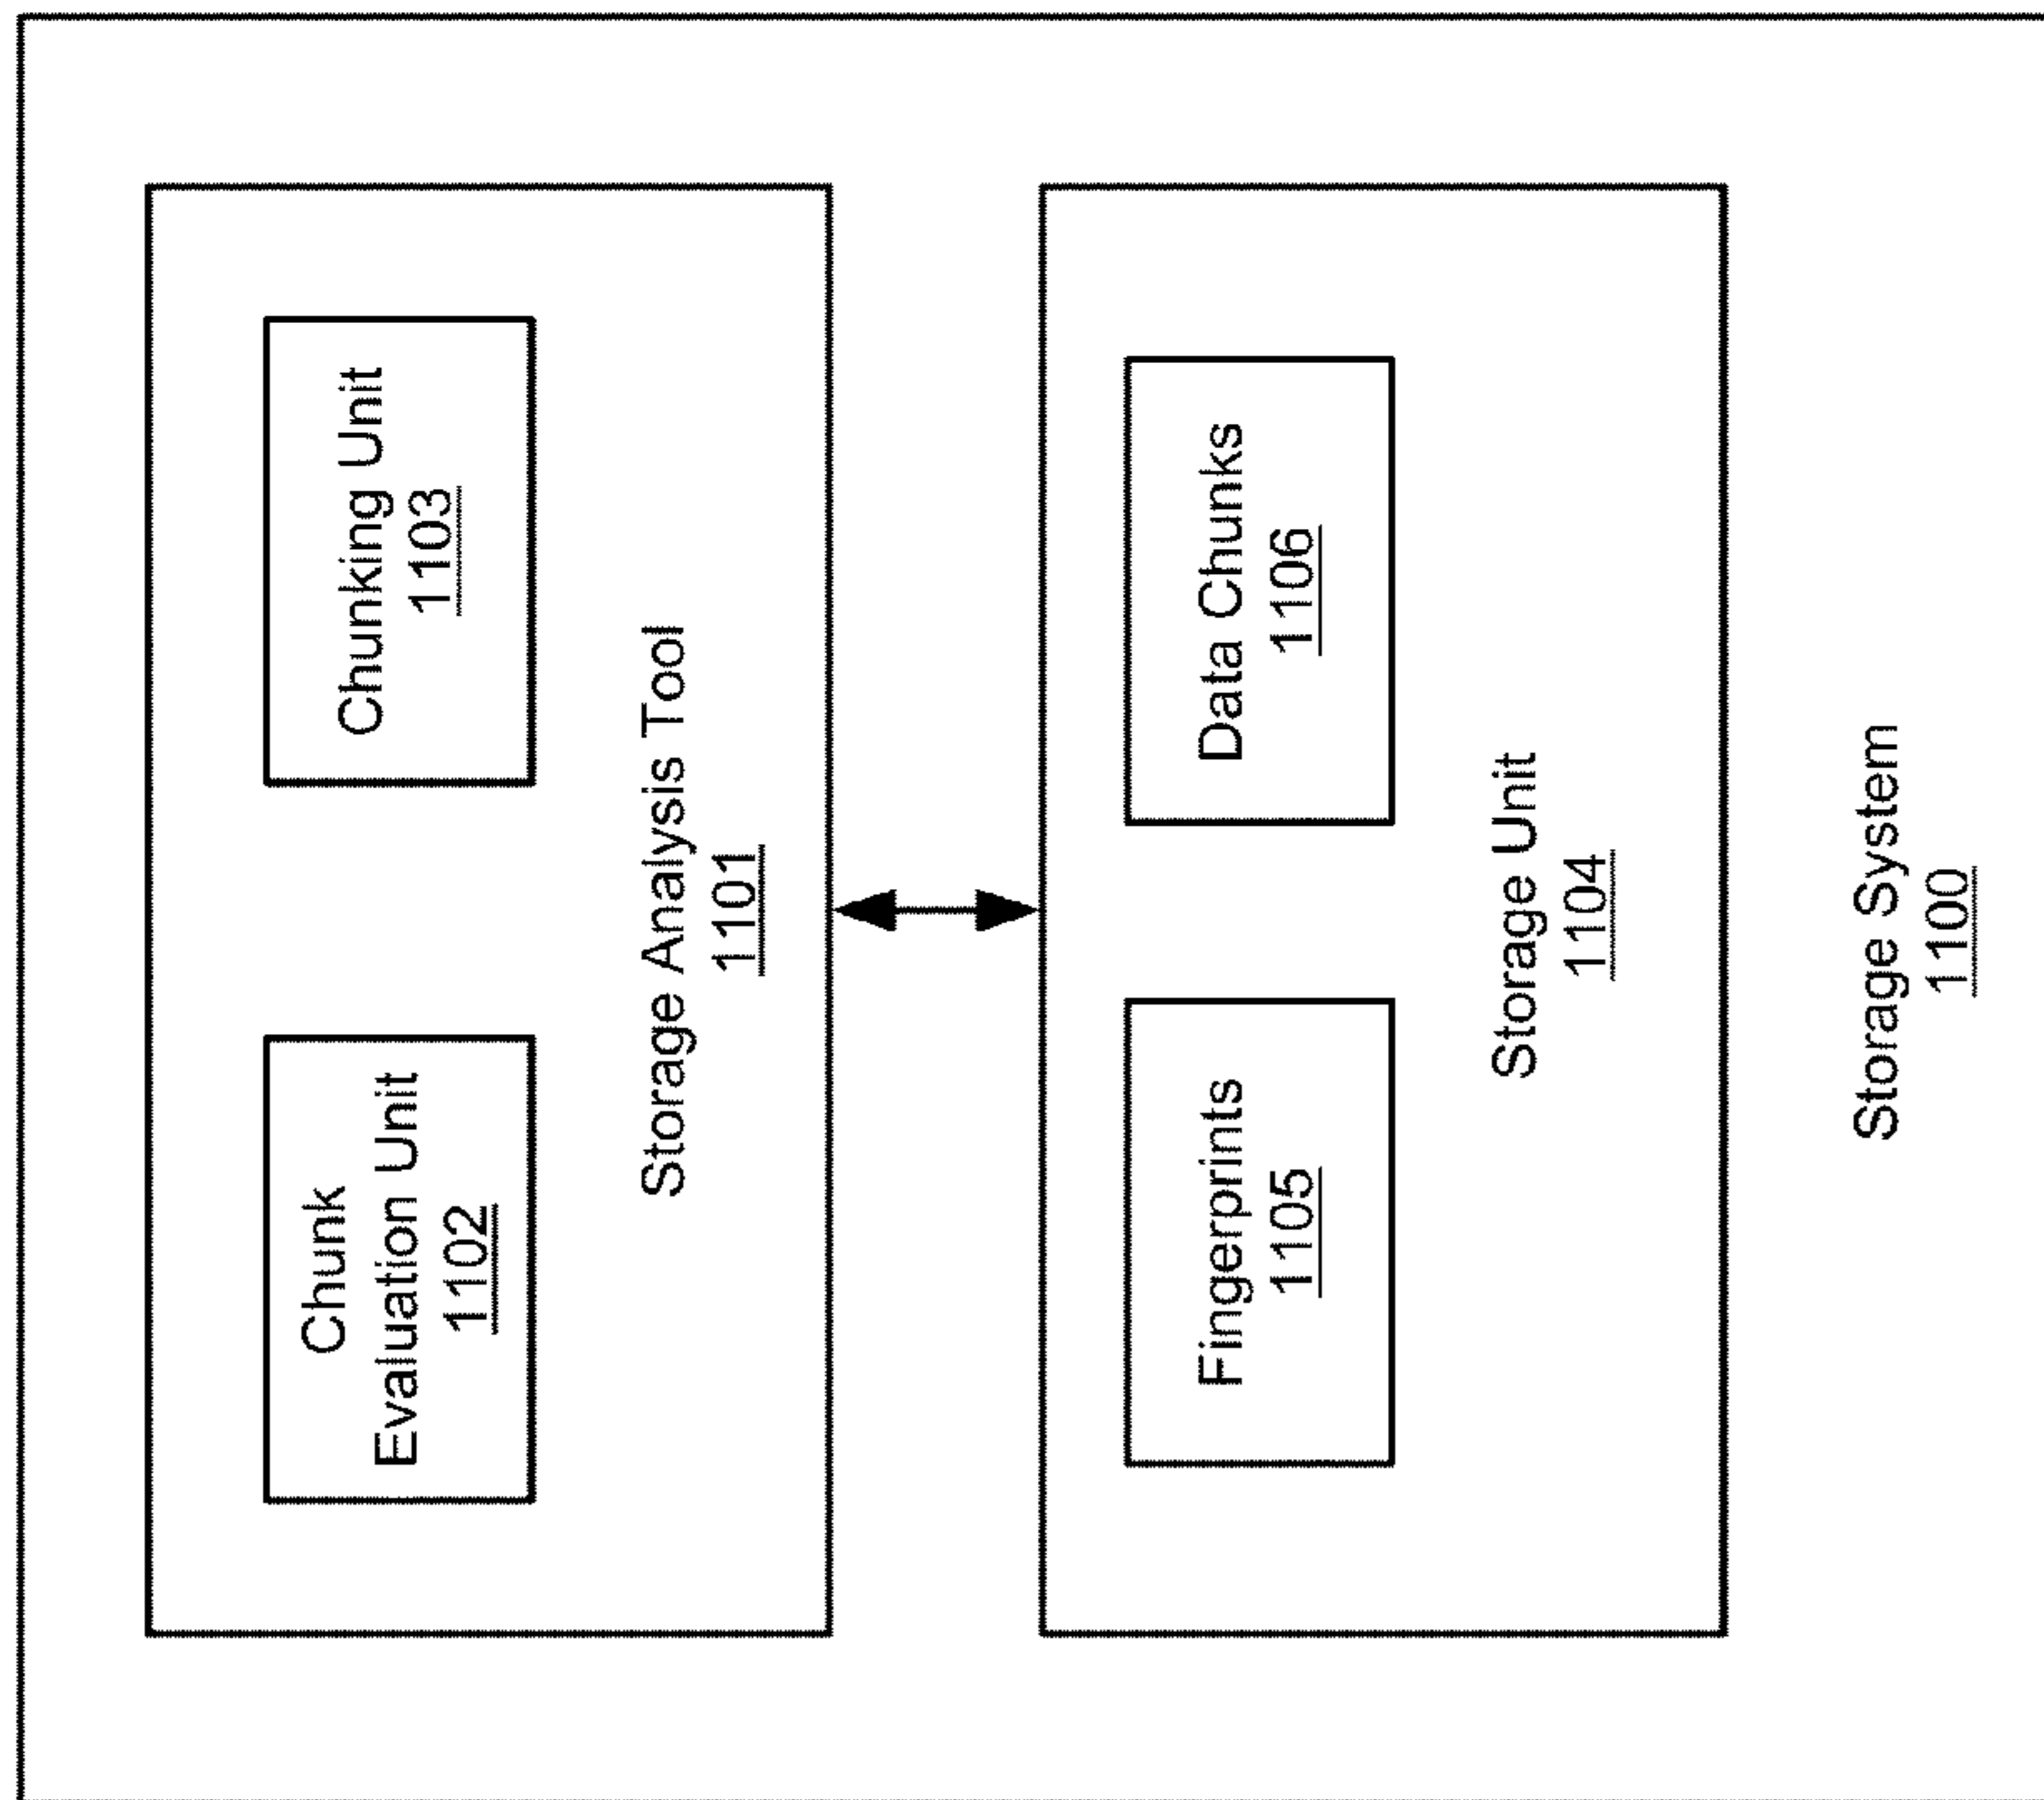 Chunk
Evaluation Unit
1102
Chunking Unit
1103
Storage Analysis Tool
1101
Fingerprints
1105
Data Chunks
1106
Storage Unit
1104
Storage System
1100